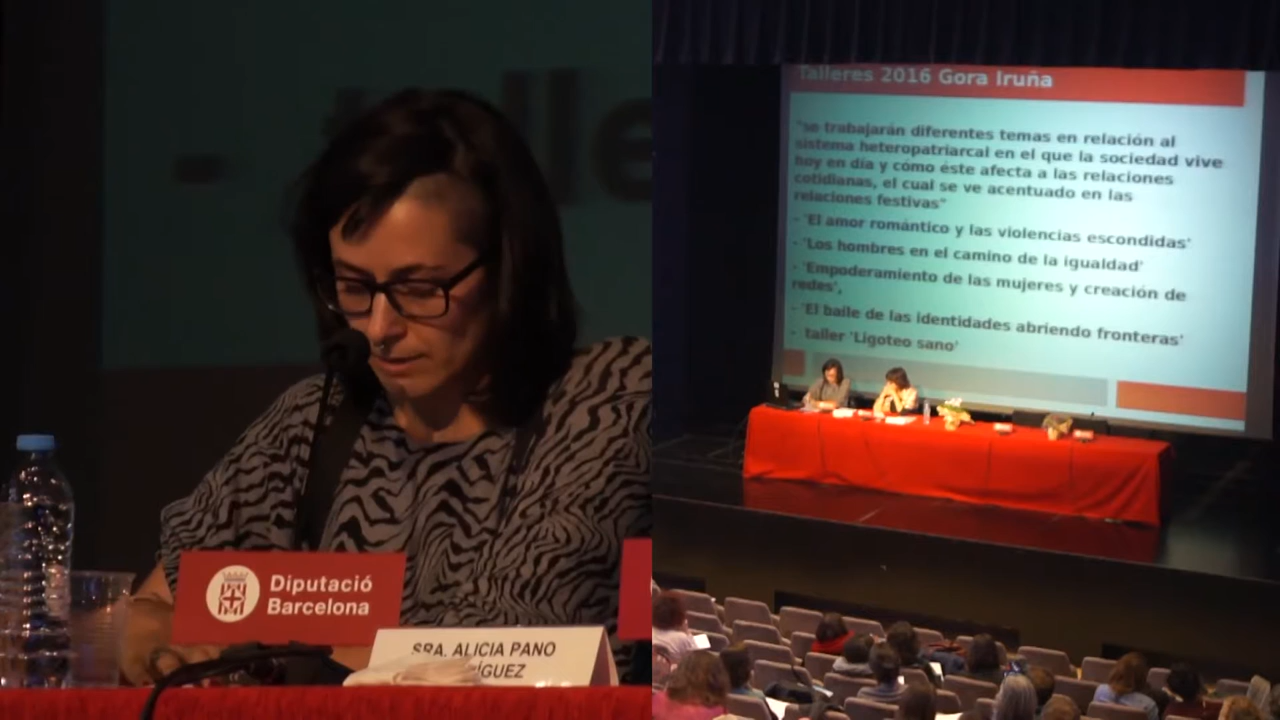 Diputació
Barcelona
SRA. ALICIA PANO
Talleres 2016 Gora Iruña
"se trabajarán diferentes temas en relación al
sistema heteropatriarcal en el que la sociedad vive
hoy en día y cómo éste afecta a las relaciones
cotidianas, el cual se ve acentuado en las
relaciones festivas"
- 'El amor romántico y las violencias escondidas'
- 'Los hombres en el camino de la igualdad'
- 'Empoderamiento de las mujeres y creación de
redes',
- 'El baile de las identidades abriendo fronteras'
- taller 'Ligoteo sano'